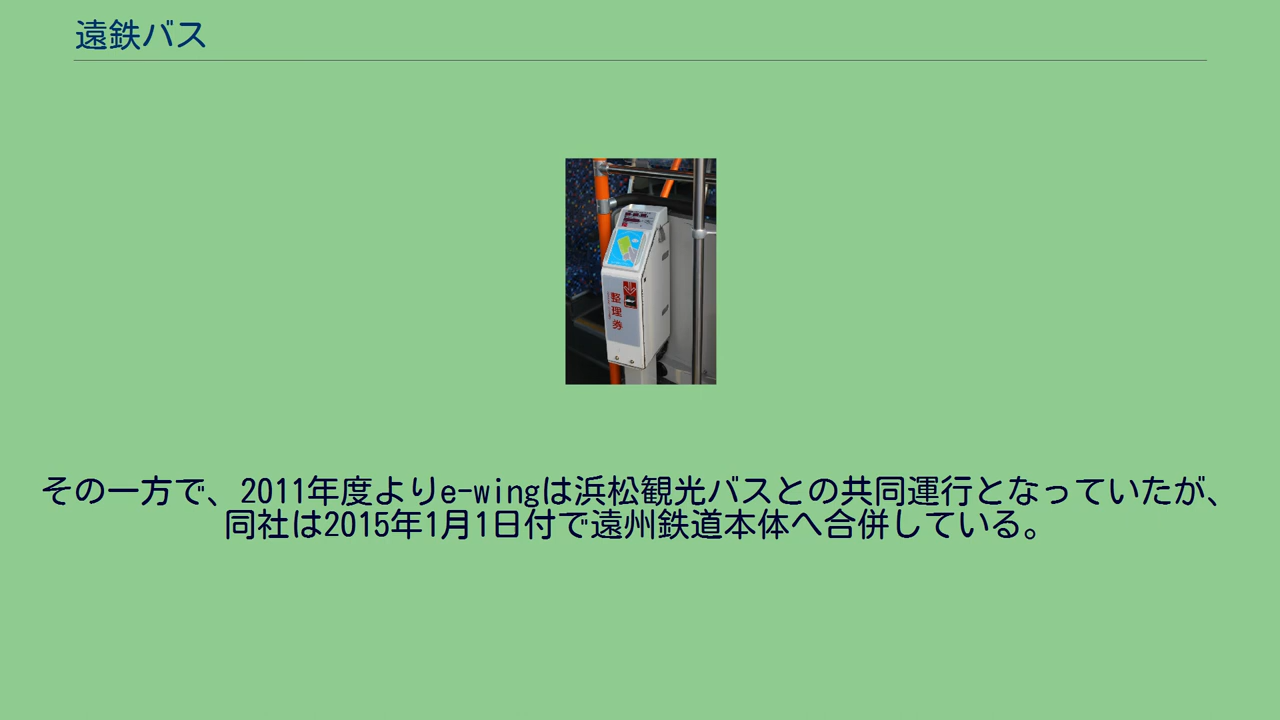 遠鉄バス
整理券
その一方で、2011年度よりe-wingは浜松観光バスとの共同運行となっていたが、
同社は2015年1月1日付で遠州鉄道本体へ合併している。